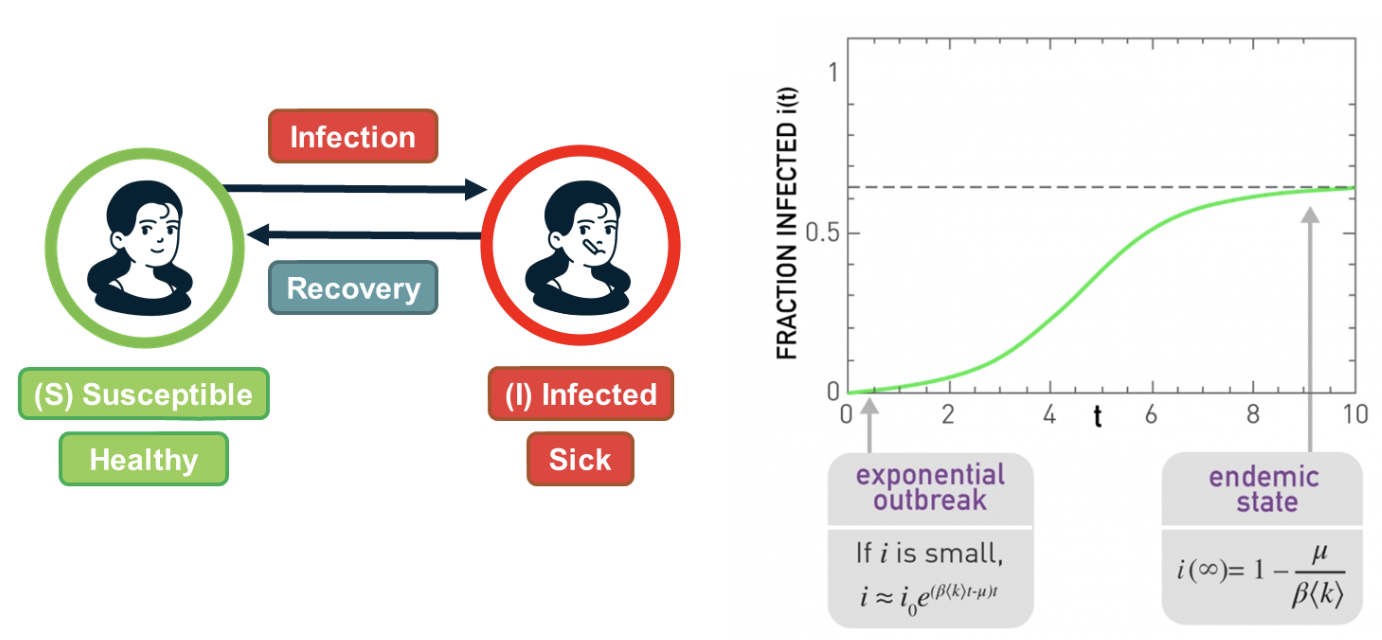 Infection
Recovery
(S) Susceptible
Healthy
(I) Infected
Sick
FRACTION INFECTED i(t)
1
0.5
0
0 2 4 t 6 8 10
exponential
outbreak
If i is small,
i ≈ i₀e^(β⟨k⟩t-μ)t
endemic
state
i(∞)= 1 − μ/β⟨k⟩